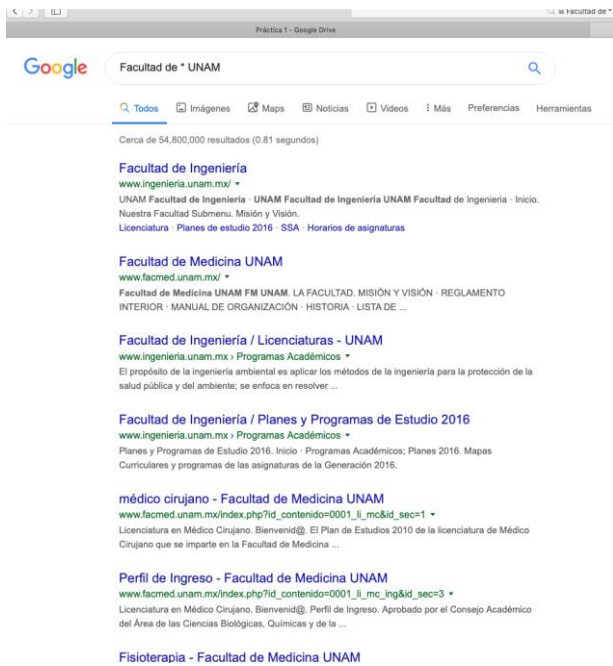 Facultad de *
Práctica 1 - Google Drive
Google
Facultad de * UNAM
Todos Imágenes Maps Noticias Videos Más Preferencias Herramientas
Cerca de 54,800,000 resultados (0.81 segundos)
Facultad de Ingeniería
www.ingenieria.unam.mx/
UNAM Facultad de Ingeniería · UNAM Facultad de Ingenieria UNAM Facultad de Ingenieria · Inicio.
Nuestra Facultad Submenu. Misión y Visión.
Licenciatura · Planes de estudio 2016 · SSA · Horarios de asignaturas
Facultad de Medicina UNAM
www.facmed.unam.mx/
Facultad de Medicina UNAM FM UNAM. LA FACULTAD. MISIÓN Y VISIÓN · REGLAMENTO
INTERIOR · MANUAL DE ORGANIZACIÓN · HISTORIA · LISTA DE ...
Facultad de Ingeniería / Licenciaturas - UNAM
www.ingenieria.unam.mx › Programas Académicos
El propósito de la ingeniería ambiental es aplicar los métodos de la ingeniería para la protección de la
salud pública y del ambiente; se enfoca en resolver ...
Facultad de Ingeniería / Planes y Programas de Estudio 2016
www.ingenieria.unam.mx › Programas Académicos
Planes y Programas de Estudio 2016. Inicio · Programas Académicos; Planes 2016. Mapas
Curriculares y programas de las asignaturas de la Generación 2016.
médico cirujano - Facultad de Medicina UNAM
www.facmed.unam.mx/index.php?id_contenido=0001_li_mc&id_sec=1
Licenciatura en Médico Cirujano. Bienvenid@. El Plan de Estudios 2010 de la licenciatura de Médico
Cirujano que se imparte en la Facultad de Medicina ...
Perfil de Ingreso - Facultad de Medicina UNAM
www.facmed.unam.mx/index.php?id_contenido=0001_li_mc_ing&id_sec=3
Licenciatura en Médico Cirujano. Bienvenid@. Perfil de Ingreso. Aprobado por el Consejo Académico
del Área de las Ciencias Biológicas, Químicas y de la ...
Fisioterapia - Facultad de Medicina UNAM